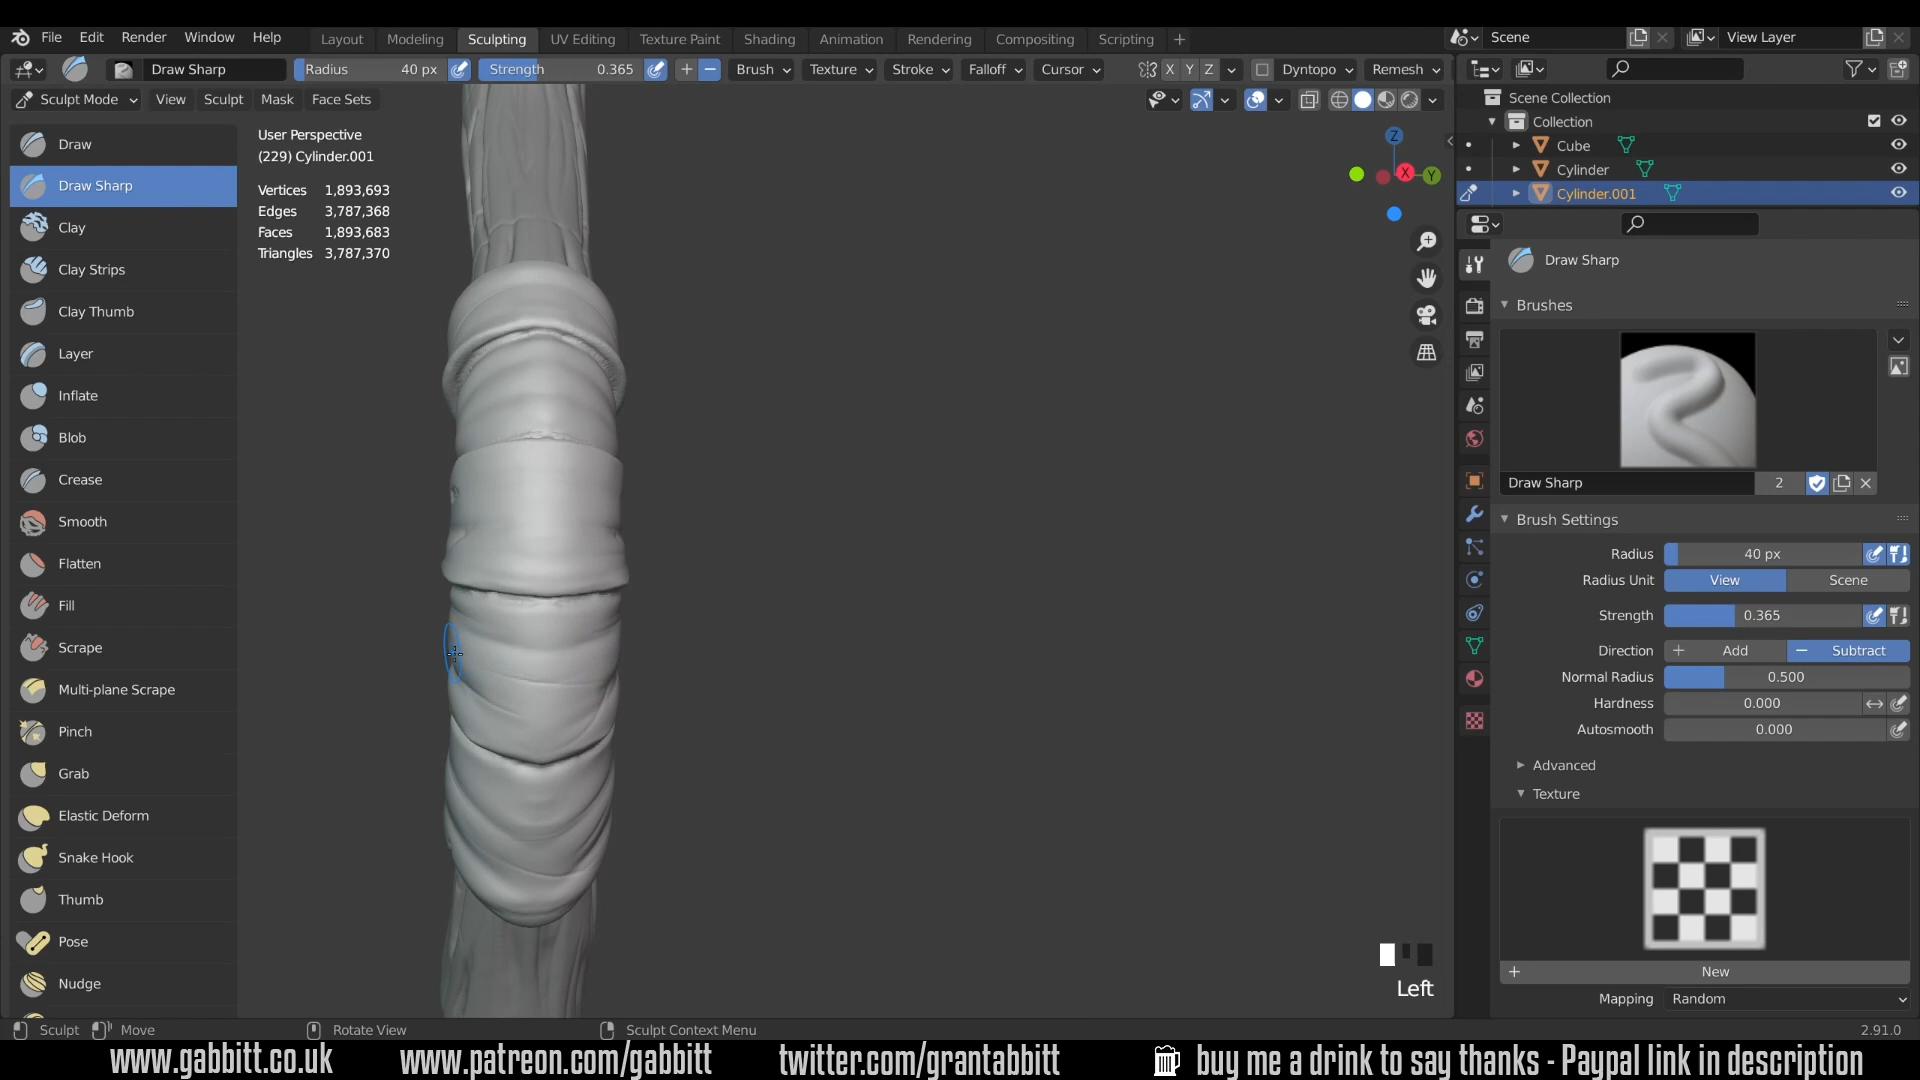 File Edit Render Window Help
Layout Modeling Sculpting UV Editing Texture Paint Shading Animation Rendering Compositing Scripting +
Scene View Layer
Draw Sharp Radius 40 px Strength 0.365 + − Brush Texture Stroke Falloff Cursor X Y Z Dyntopo Remesh
Sculpt Mode View Sculpt Mask Face Sets
Scene Collection
Collection
Cube
Cylinder
Cylinder.001
User Perspective
(229) Cylinder.001
Vertices 1,893,693
Edges 3,787,368
Faces 1,893,683
Triangles 3,787,370
Z
X
Y
Draw
Draw Sharp
Clay
Clay Strips
Clay Thumb
Layer
Inflate
Blob
Crease
Smooth
Flatten
Fill
Scrape
Multi-plane Scrape
Pinch
Grab
Elastic Deform
Snake Hook
Thumb
Pose
Nudge
Draw Sharp
Brushes
Draw Sharp 2
Brush Settings
Radius 40 px
Radius Unit View Scene
Strength 0.365
Direction + Add − Subtract
Normal Radius 0.500
Hardness 0.000
Autosmooth 0.000
Advanced
Texture
+ New
Mapping Random
Left
Sculpt Move Rotate View Sculpt Context Menu 2.91.0
www.gabbitt.co.uk www.patreon.com/gabbitt twitter.com/grantabbitt buy me a drink to say thanks - Paypal link in description